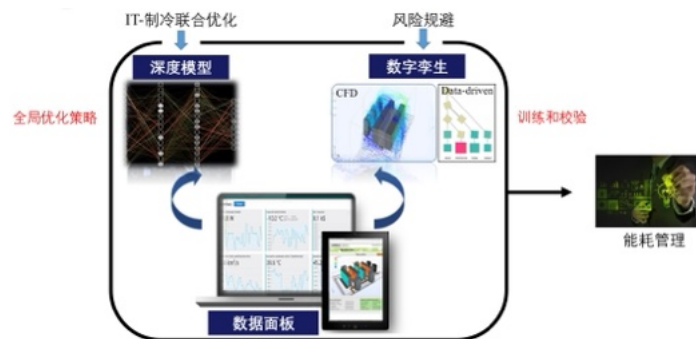 IT-制冷联合优化
风险规避
深度模型
数字孪生
CFD
Data-driven
全局优化策略
训练和校验
能耗管理
数据面板